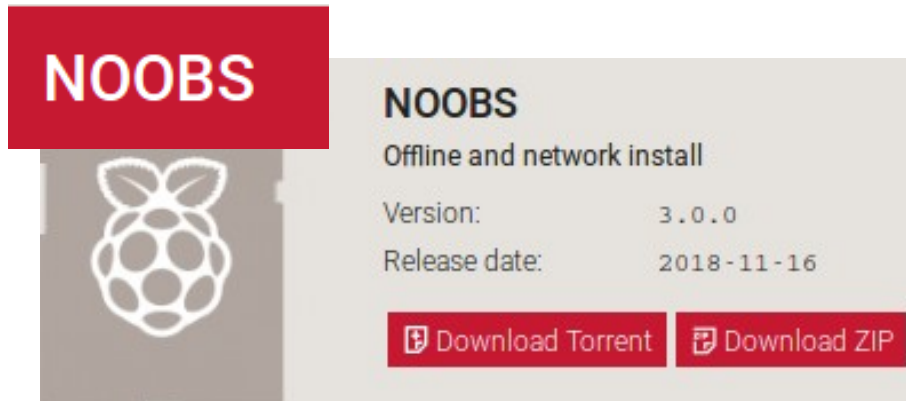 NOOBS
NOOBS
Offline and network install
Version: 3.0.0
Release date: 2018-11-16
Download Torrent Download ZIP